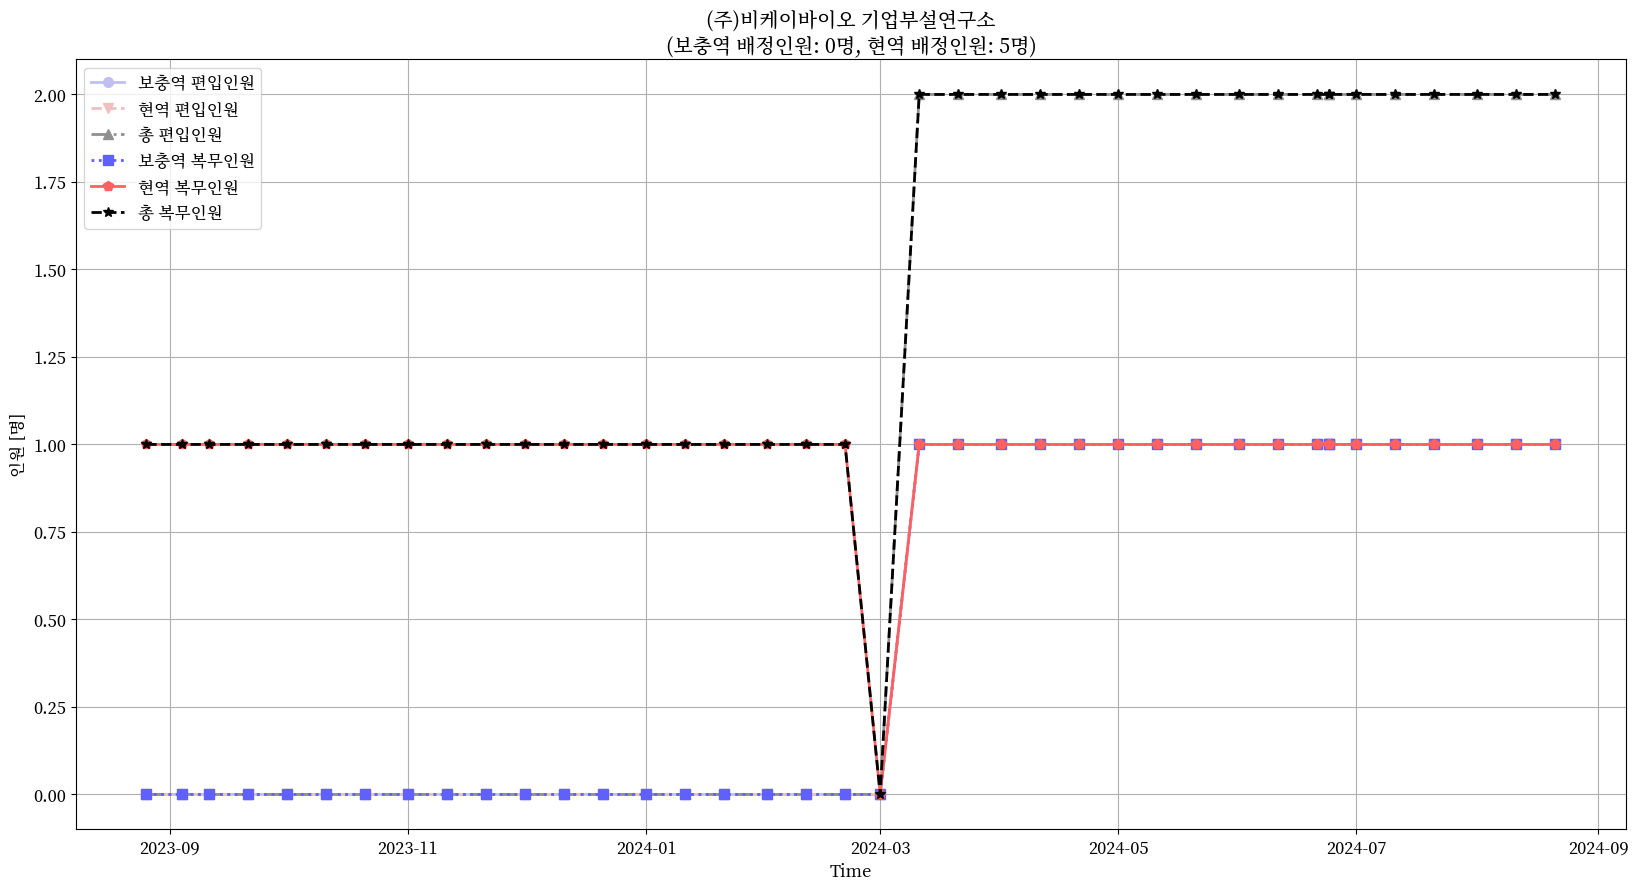 (주)비케이바이오 기업부설연구소
(보충역 배정인원: 0명, 현역 배정인원: 5명)
보충역 편입인원
현역 편입인원
총 편입인원
보충역 복무인원
현역 복무인원
총 복무인원
인원 [명]
2.00
1.75
1.50
1.25
1.00
0.75
0.50
0.25
0.00
2023-09
2023-11
2024-01
2024-03
2024-05
2024-07
2024-09
Time